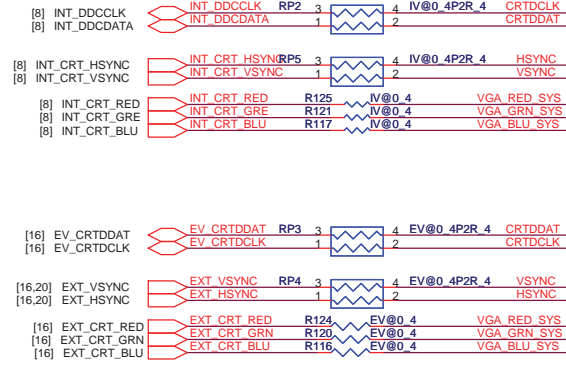 [8] INT_DDCCLK INT_DDCCLK RP2 3 4 IV@0_4P2R_4 CRTDCLK
[8] INT_DDCDATA INT_DDCDATA 1 2 CRTDDAT
[8] INT_CRT_HSYNC INT_CRT_HSYNC RP5 3 4 IV@0_4P2R_4 HSYNC
[8] INT_CRT_VSYNC INT_CRT_VSYNC 1 2 VSYNC
[8] INT_CRT_RED INT_CRT_RED R125 IV@0_4 VGA_RED_SYS
[8] INT_CRT_GRE INT_CRT_GRE R121 IV@0_4 VGA_GRN_SYS
[8] INT_CRT_BLU INT_CRT_BLU R117 IV@0_4 VGA_BLU_SYS
[16] EV_CRTDDAT EV_CRTDDAT RP3 3 4 EV@0_4P2R_4 CRTDDAT
[16] EV_CRTDCLK EV_CRTDCLK 1 2 CRTDCLK
[16,20] EXT_VSYNC EXT_VSYNC RP4 3 4 EV@0_4P2R_4 VSYNC
[16,20] EXT_HSYNC EXT_HSYNC 1 2 HSYNC
[16] EXT_CRT_RED EXT_CRT_RED R124 EV@0_4 VGA_RED_SYS
[16] EXT_CRT_GRN EXT_CRT_GRN R120 EV@0_4 VGA_GRN_SYS
[16] EXT_CRT_BLU EXT_CRT_BLU R116 EV@0_4 VGA_BLU_SYS